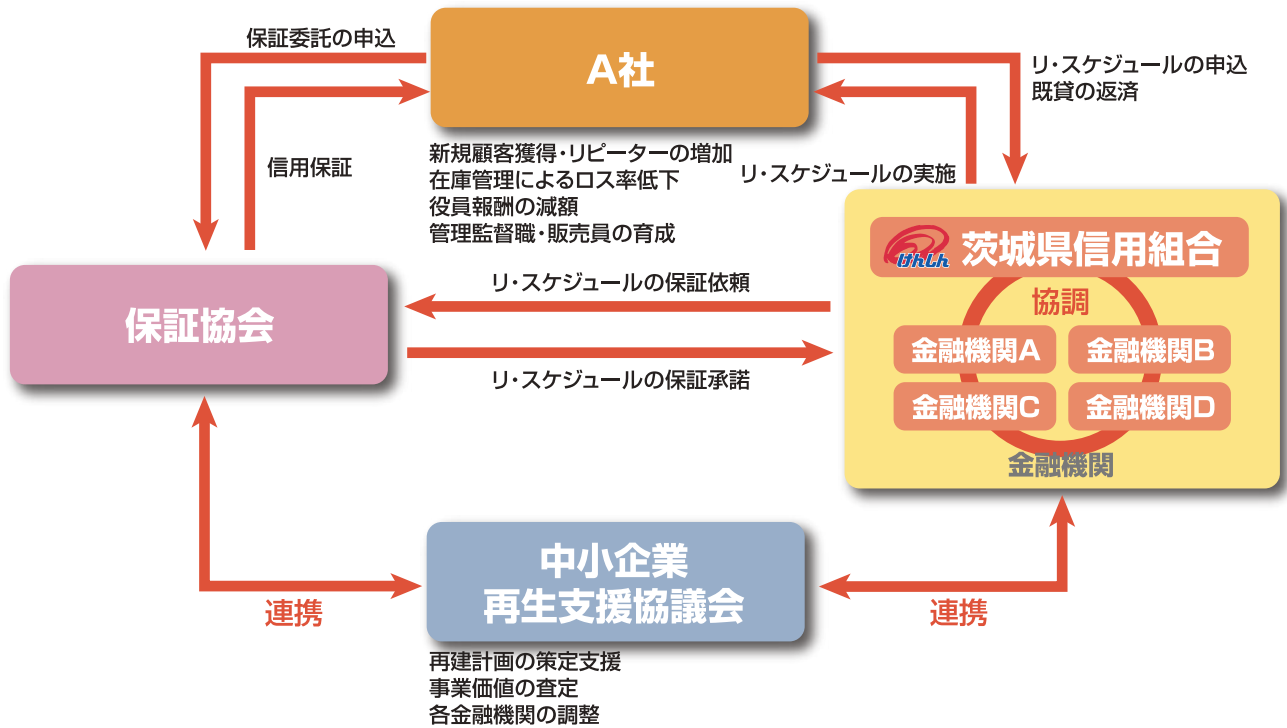 保証委託の申込
A社
リ・スケジュールの申込
既貸の返済
信用保証
新規顧客獲得・リピーターの増加
在庫管理によるロス率低下
役員報酬の減額
管理監督職・販売員の育成
リ・スケジュールの実施
けんしん 茨城県信用組合
協調
金融機関A
金融機関B
金融機関C
金融機関D
金融機関
保証協会
リ・スケジュールの保証依頼
リ・スケジュールの保証承諾
中小企業
再生支援協議会
連携
連携
再建計画の策定支援
事業価値の査定
各金融機関の調整